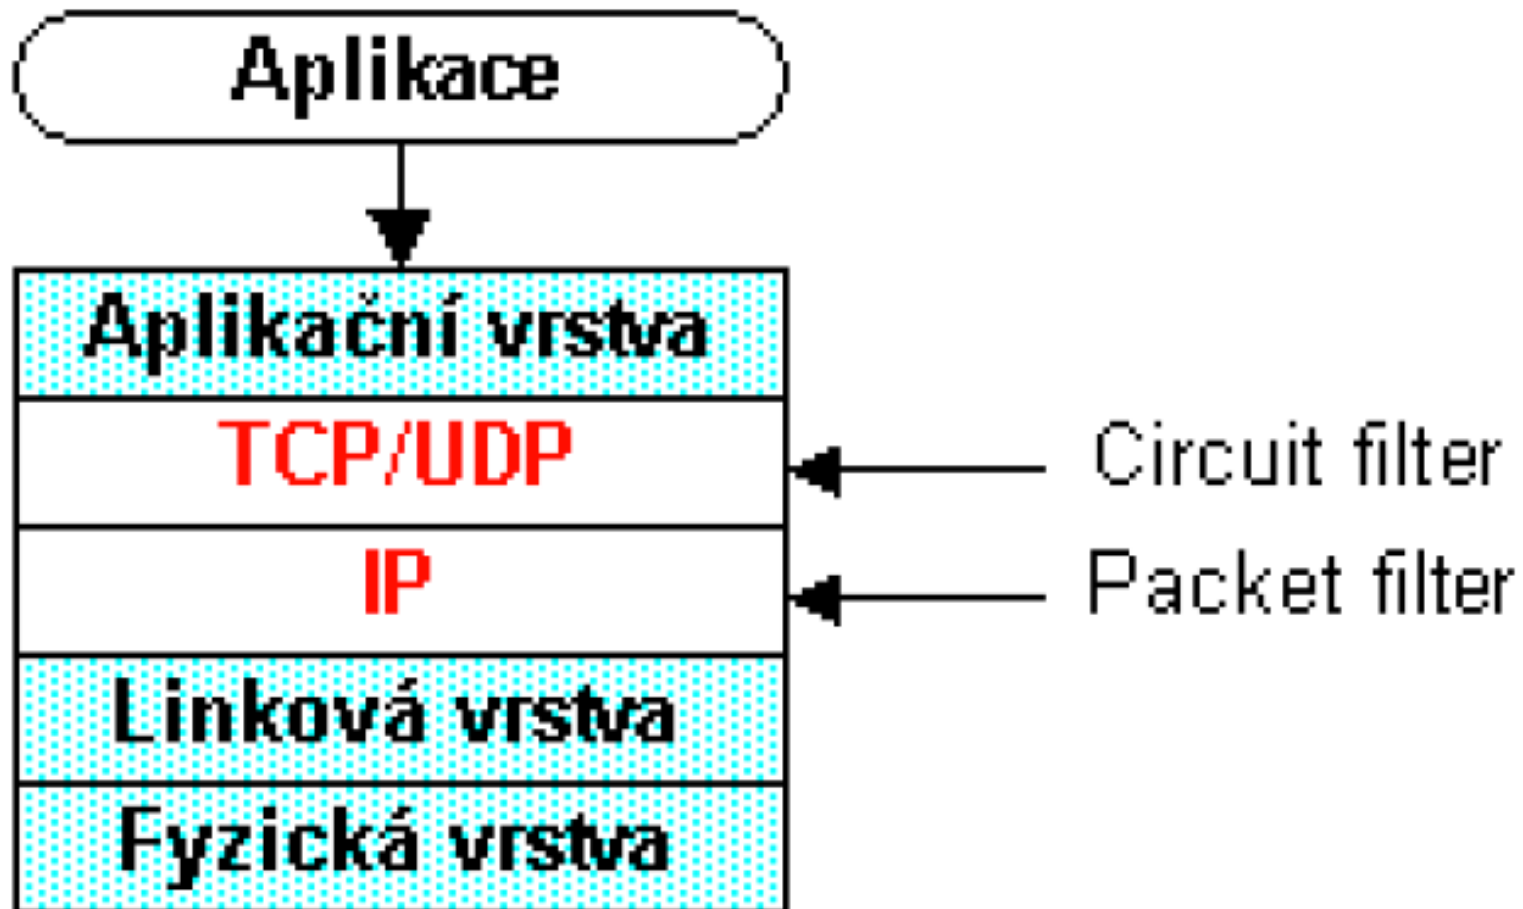 Aplikace
Aplikační vrstva
TCP/UDP
Circuit filter
IP
Packet filter
Linková vrstva
Fyzická vrstva